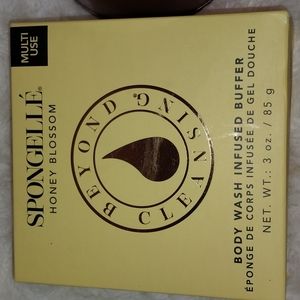 MULTI
USE
SPONGELLÉ®
HONEY BLOSSOM
BEYOND CLEANSING.
BODY WASH INFUSED BUFFER
ÉPONGE DE CORPS INFUSÉE DE GEL DOUCHE
NET. WT.: 3 oz. / 85 g